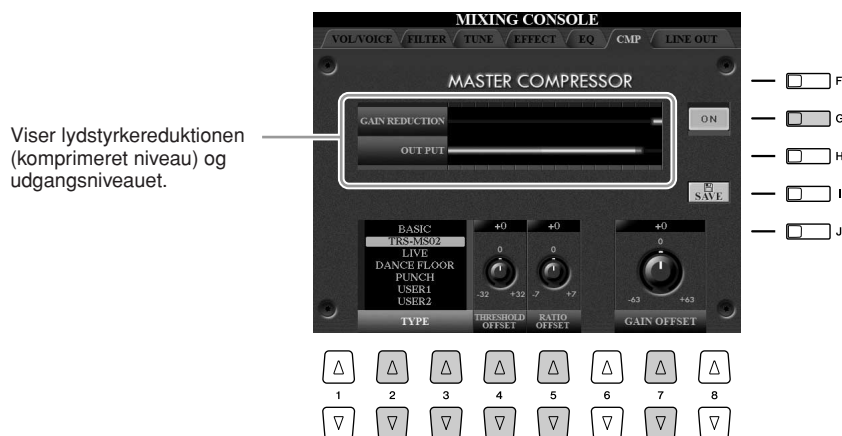 MIXING CONSOLE
VOL/VOICE FILTER TUNE EFFECT EQ CMP LINE OUT
MASTER COMPRESSOR
GAIN REDUCTION
OUT PUT
ON
SAVE
Viser lydstyrkereduktionen
(komprimeret niveau) og
udgangsniveauet.
F
G
H
I
J
BASIC
TRS-MS02
LIVE
DANCE FLOOR
PUNCH
USER1
USER2
TYPE
+0
0
-32 +32
THRESHOLD
OFFSET
+0
0
-7 +7
RATIO
OFFSET
+0
0
-63 +63
GAIN OFFSET
1 2 3 4 5 6 7 8